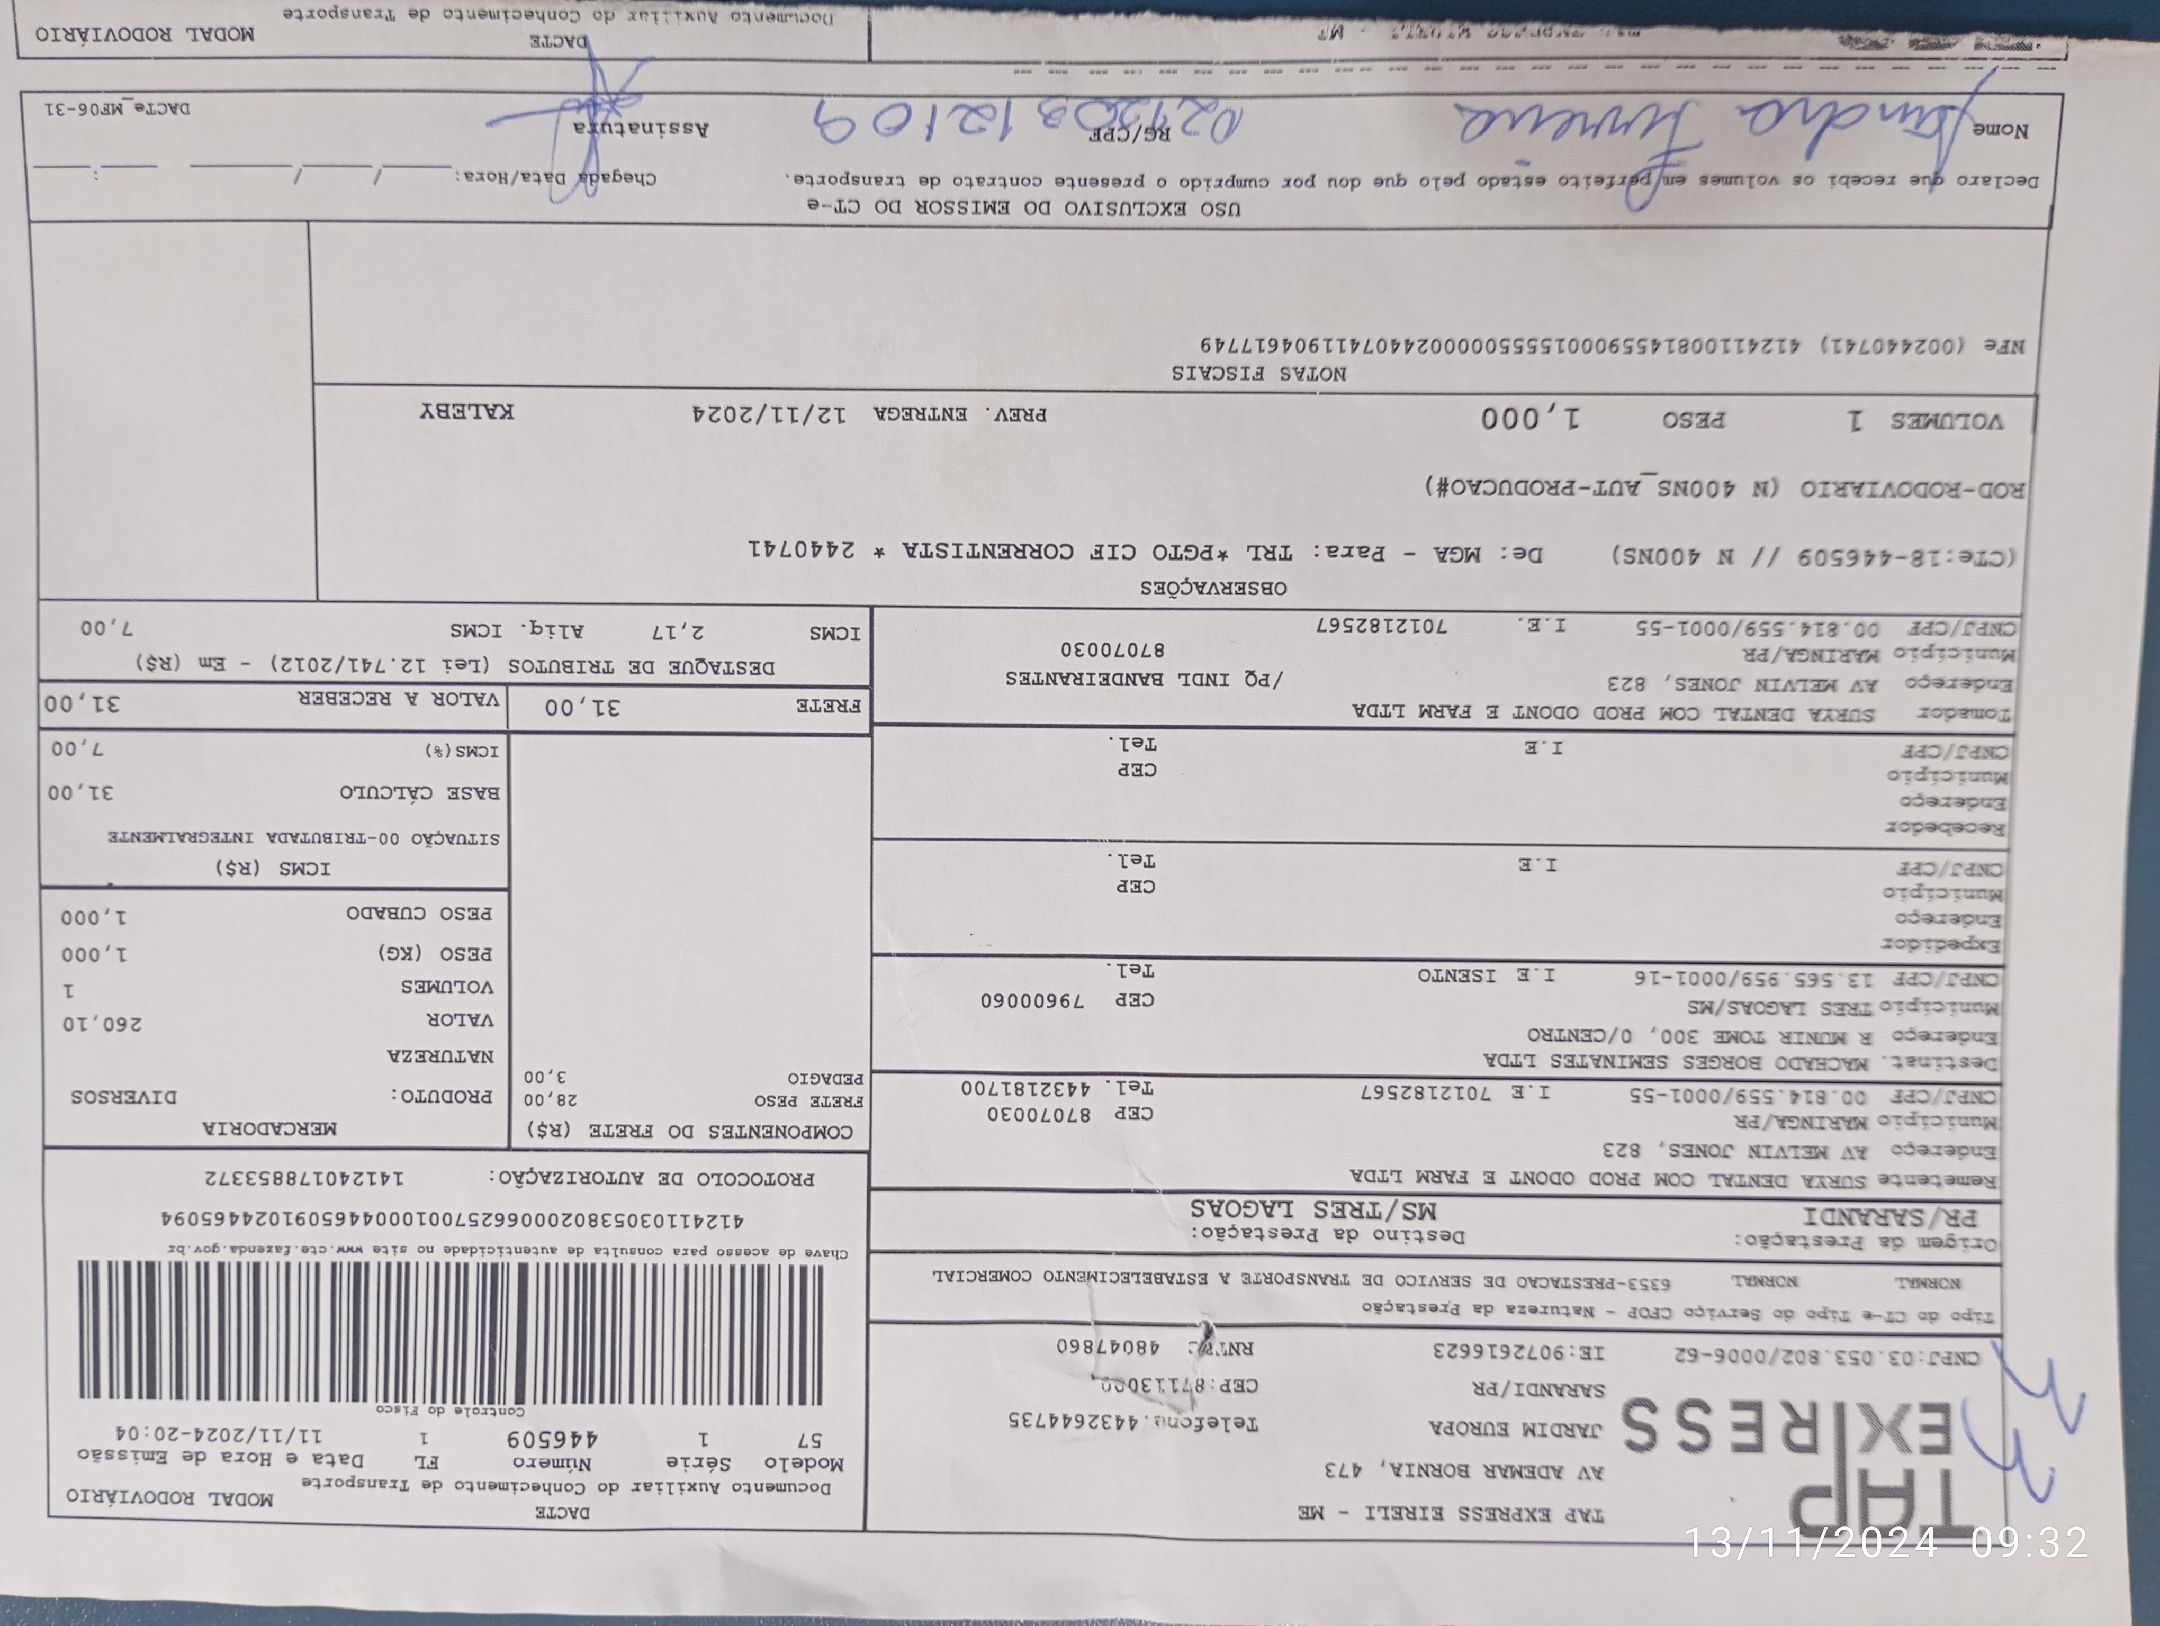 TAP
EXPRESS
TAP EXPRESS EIRELI - ME
AV ADEMAR BORNIA, 473
JARDIM EUROPA
Telefone.4432644735
SARANDI/PR
CNPJ:03.053.802/0006-62 IE:9072616623
48047860
DACTE
Documento Auxiliar do Conhecimento de Transporte
MODAL RODOVIÁRIO
Modelo Série Número FL Data e Hora de Emissão
57 1 446509 1 11/11/2024-20:04
Controle do Fisco
Chave de acesso para consulta de autenticidade no site www.cte.fazenda.gov.br
41241103053802000662570010004465091024465094
PROTOCOLO DE AUTORIZAÇÃO: 141240178853372
Tipo do CT-e Tipo do Serviço CFOP - Natureza da Prestação
NORMAL NORMAL 6353-PRESTACAO DE SERVICO DE TRANSPORTE A ESTABELECIMENTO COMERCIAL
Origem da Prestação: Destino da Prestação:
PR/SARANDI MS/TRES LAGOAS
Remetente SURYA DENTAL COM PROD ODONT E FARM LTDA
Endereço AV MELVIN JONES, 823
Município MARINGA/PR CEP 87070030
CNPJ/CPF 00.814.559/0001-55 I.E 7012182567 Tel. 4432181700
Destinat. MACHADO BORGES SEMINATES LTDA
Endereço R MUNIR TOME 300, 0/CENTRO
Município TRES LAGOAS/MS CEP 79600060
CNPJ/CPF 13.565.959/0001-16 I.E ISENTO Tel.
Expedidor
Endereço
Município CEP
CNPJ/CPF I.E Tel.
Recebedor
Endereço
Município CEP
CNPJ/CPF I.E Tel.
Tomador SURYA DENTAL COM PROD ODONT E FARM LTDA
Endereço AV MELVIN JONES, 823 /PQ INDL BANDEIRANTES
Município MARINGA/PR 87070030
CNPJ/CPF 00.814.559/0001-55 I.E. 7012182567
COMPONENTES DO FRETE (R$)
FRETE PESO 28,00
PEDAGIO 3,00
MERCADORIA
PRODUTO: DIVERSOS
NATUREZA
VALOR 260,10
VOLUMES 1
PESO (KG) 1,000
PESO CUBADO 1,000
ICMS (R$)
SITUAÇÃO 00-TRIBUTADA INTEGRALMENTE
BASE CÁLCULO 31,00
ICMS(%) 7,00
FRETE 31,00 VALOR A RECEBER 31,00
DESTAQUE DE TRIBUTOS (Lei 12.741/2012) - Em (R$)
ICMS 2,17 Aliq. ICMS 7,00
OBSERVAÇÕES
(CTe:18-446509 // N 400NS) De: MGA - Para: TRL *PGTO CIF CORRENTISTA * 2440741
ROD-RODOVIARIO (N 400NS_AUT-PRODUCAO#)
VOLUMES 1 PESO 1,000 PREV. ENTREGA 12/11/2024 KALEBY
NOTAS FISCAIS
NFe (002440741) 41241100814559000155550000024407411904617749
USO EXCLUSIVO DO EMISSOR DO CT-e
Declaro que recebi os volumes em perfeito estado pelo que dou por cumprido o presente contrato de transporte.
Chegada Data/Hora: / / :
Nome RG/CPF Assinatura
DACTe_MF06-31
DACTE
Documento Auxiliar do Conhecimento de Transporte
MODAL RODOVIÁRIO
13/11/2024 09:32